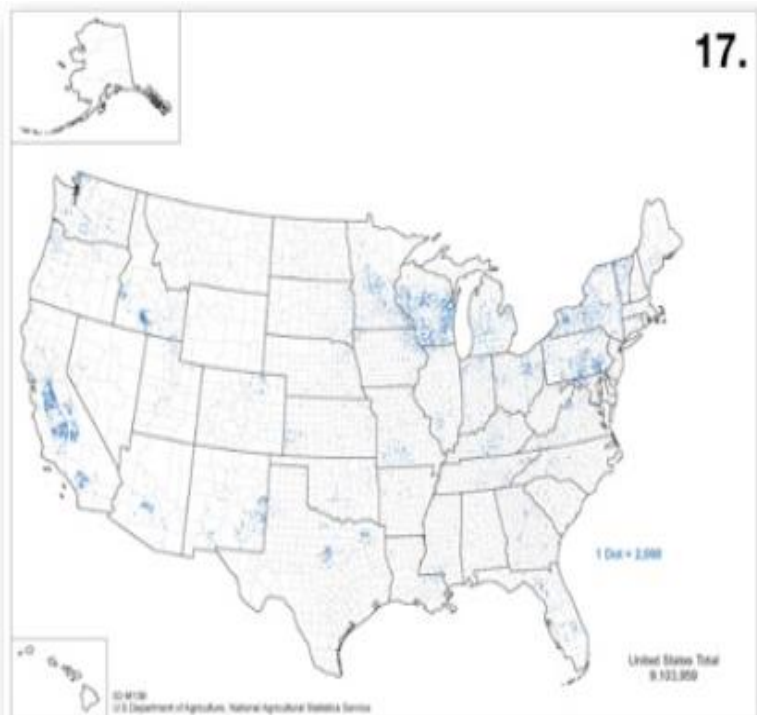 17.
1 Dot = 2,000
United States Total
9,103,959
U.S. Department of Agriculture, National Agricultural Statistics Service